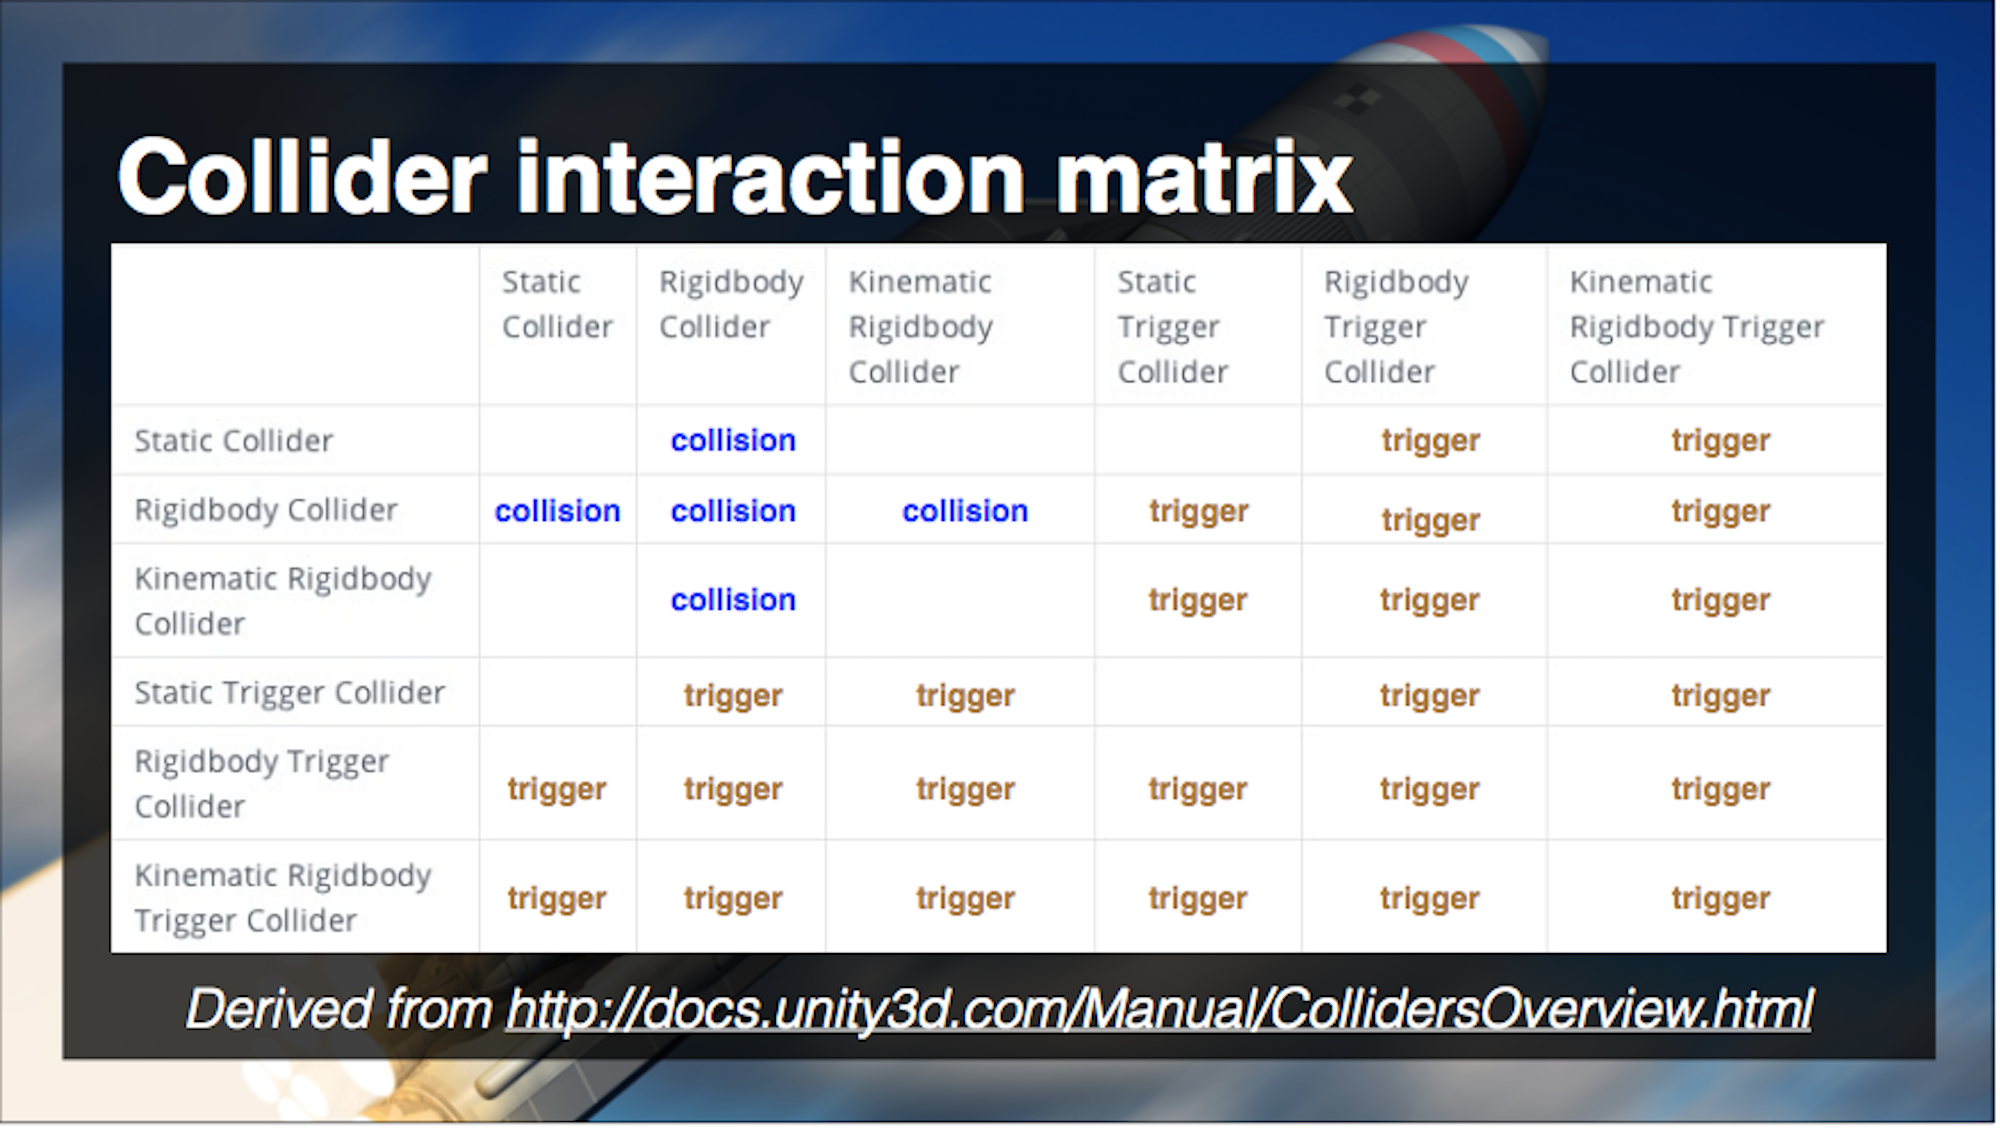 Collider interaction matrix
Static Collider
Rigidbody Collider
Kinematic Rigidbody Collider
Static Trigger Collider
Rigidbody Trigger Collider
Kinematic Rigidbody Trigger Collider
Static Collider collision trigger trigger
Rigidbody Collider collision collision collision trigger trigger trigger
Kinematic Rigidbody Collider collision trigger trigger trigger
Static Trigger Collider trigger trigger trigger trigger
Rigidbody Trigger Collider trigger trigger trigger trigger trigger trigger
Kinematic Rigidbody Trigger Collider trigger trigger trigger trigger trigger trigger
Derived from http://docs.unity3d.com/Manual/CollidersOverview.html